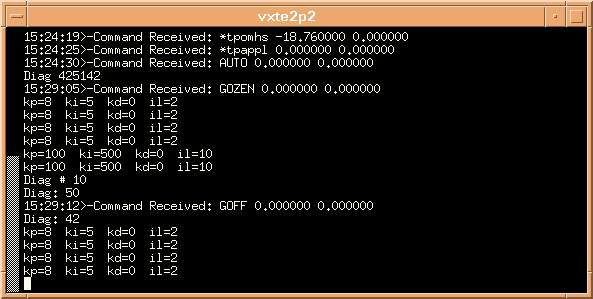 vxte2p2
15:24:19>-Command Received: *tpomhs -18.760000 0.000000
15:24:25>-Command Received: *tpappl 0.000000 0.000000
15:24:30>-Command Received: AUTO 0.000000 0.000000
Diag 425142
15:29:05>-Command Received: GOZEN 0.000000 0.000000
kp=8 ki=5 kd=0 il=2
kp=8 ki=5 kd=0 il=2
kp=8 ki=5 kd=0 il=2
kp=8 ki=5 kd=0 il=2
kp=100 ki=500 kd=0 il=10
kp=100 ki=500 kd=0 il=10
Diag # 10
Diag: 50
15:29:12>-Command Received: GOFF 0.000000 0.000000
Diag: 42
kp=8 ki=5 kd=0 il=2
kp=8 ki=5 kd=0 il=2
kp=8 ki=5 kd=0 il=2
kp=8 ki=5 kd=0 il=2